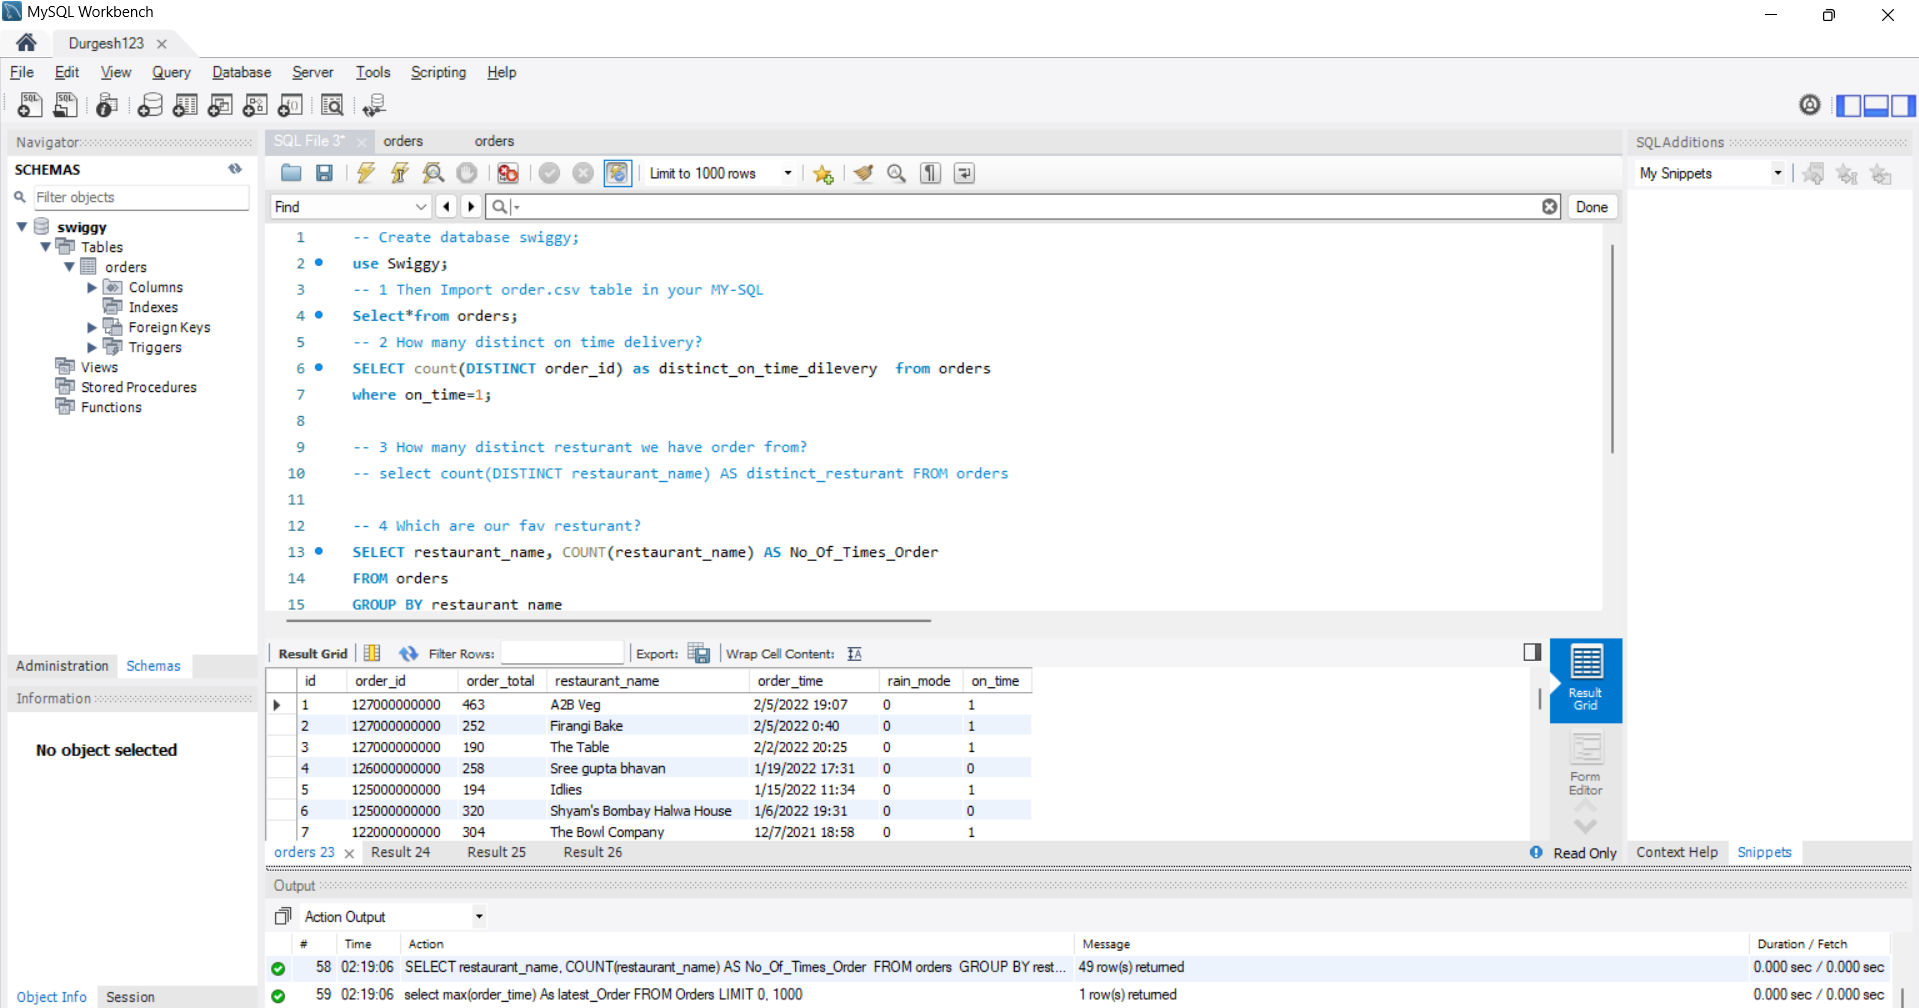 MySQL Workbench
Durgesh123
File Edit View Query Database Server Tools Scripting Help
Navigator
SCHEMAS
Filter objects
swiggy
Tables
orders
Columns
Indexes
Foreign Keys
Triggers
Views
Stored Procedures
Functions
Administration Schemas
Information
No object selected
Object Info Session
SQL File 3* orders orders
Limit to 1000 rows
Find Done
1 -- Create database swiggy;
2 use Swiggy;
3 -- 1 Then Import order.csv table in your MY-SQL
4 Select*from orders;
5 -- 2 How many distinct on time delivery?
6 SELECT count(DISTINCT order_id) as distinct_on_time_dilevery from orders
7 where on_time=1;
8
9 -- 3 How many distinct resturant we have order from?
10 -- select count(DISTINCT restaurant_name) AS distinct_resturant FROM orders
11
12 -- 4 Which are our fav resturant?
13 SELECT restaurant_name, COUNT(restaurant_name) AS No_Of_Times_Order
14 FROM orders
15 GROUP BY restaurant_name
Result Grid Filter Rows: Export: Wrap Cell Content:
id order_id order_total restaurant_name order_time rain_mode on_time
1 127000000000 463 A2B Veg 2/5/2022 19:07 0 1
2 127000000000 252 Firangi Bake 2/5/2022 0:40 0 1
3 127000000000 190 The Table 2/2/2022 20:25 0 1
4 126000000000 258 Sree gupta bhavan 1/19/2022 17:31 0 0
5 125000000000 194 Idlies 1/15/2022 11:34 0 1
6 125000000000 320 Shyam's Bombay Halwa House 1/6/2022 19:31 0 0
7 122000000000 304 The Bowl Company 12/7/2021 18:58 0 1
Result
Grid
Form
Editor
orders 23 Result 24 Result 25 Result 26 Read Only
Output
Action Output
# Time Action Message Duration / Fetch
58 02:19:06 SELECT restaurant_name, COUNT(restaurant_name) AS No_Of_Times_Order FROM orders GROUP BY rest... 49 row(s) returned 0.000 sec / 0.000 sec
59 02:19:06 select max(order_time) As latest_Order FROM Orders LIMIT 0, 1000 1 row(s) returned 0.000 sec / 0.000 sec
SQLAdditions
My Snippets
Context Help Snippets